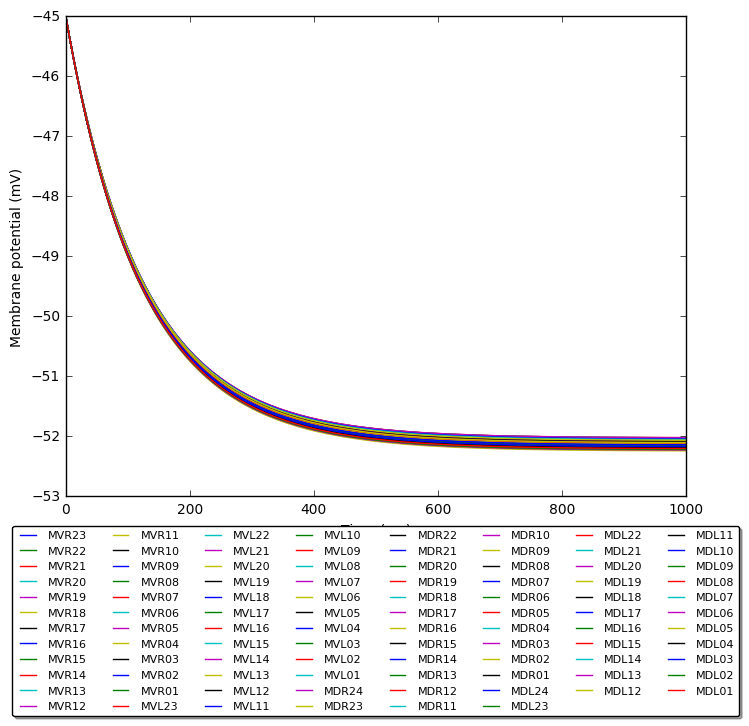 −45
−46
−47
−48
−49
−50
−51
−52
−53
Membrane potential (mV)
0 200 400 600 800 1000
MVR23 MVR11 MVL22 MVL10 MDR22 MDR10 MDL22 MDL11
MVR22 MVR10 MVL21 MVL09 MDR21 MDR09 MDL21 MDL10
MVR21 MVR09 MVL20 MVL08 MDR20 MDR08 MDL20 MDL09
MVR20 MVR08 MVL19 MVL07 MDR19 MDR07 MDL19 MDL08
MVR19 MVR07 MVL18 MVL06 MDR18 MDR06 MDL18 MDL07
MVR18 MVR06 MVL17 MVL05 MDR17 MDR05 MDL17 MDL06
MVR17 MVR05 MVL16 MVL04 MDR16 MDR04 MDL16 MDL05
MVR16 MVR04 MVL15 MVL03 MDR15 MDR03 MDL15 MDL04
MVR15 MVR03 MVL14 MVL02 MDR14 MDR02 MDL14 MDL03
MVR14 MVR02 MVL13 MVL01 MDR13 MDR01 MDL13 MDL02
MVR13 MVR01 MVL12 MDR24 MDR12 MDL24 MDL12 MDL01
MVR12 MVL23 MVL11 MDR23 MDR11 MDL23